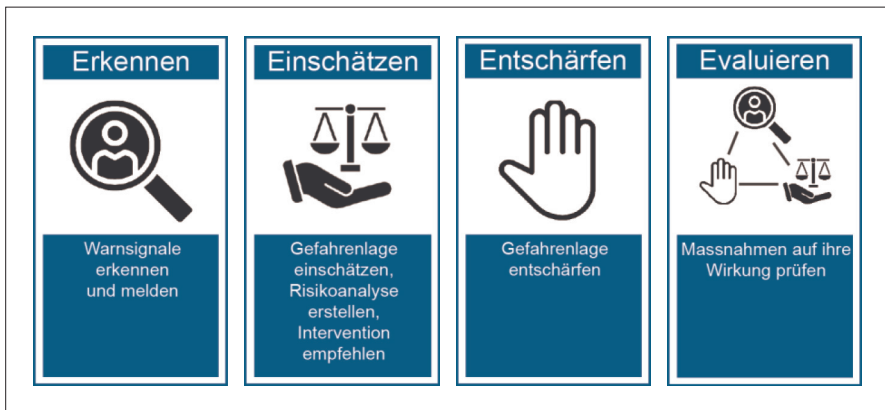 Erkennen
Warnsignale
erkennen
und melden
Einschätzen
Gefahrenlage
einschätzen,
Risikoanalyse
erstellen,
Intervention
empfehlen
Entschärfen
Gefahrenlage
entschärfen
Evaluieren
Massnahmen auf ihre
Wirkung prüfen